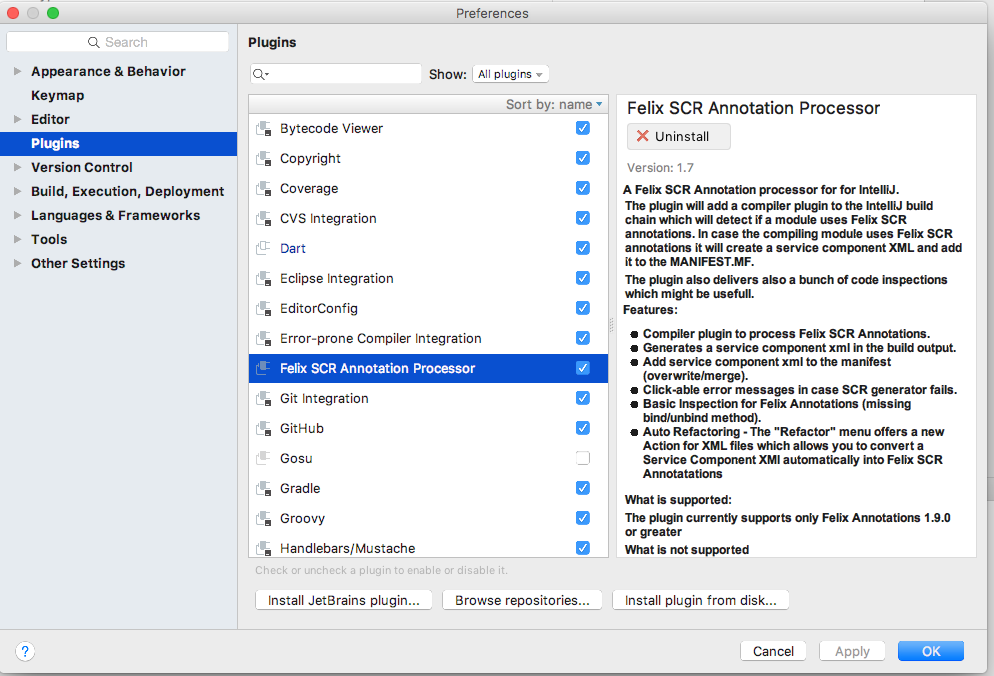 Preferences
Search
Appearance & Behavior
Keymap
Editor
Plugins
Version Control
Build, Execution, Deployment
Languages & Frameworks
Tools
Other Settings
Plugins
Show: All plugins
Sort by: name
Bytecode Viewer
Copyright
Coverage
CVS Integration
Dart
Eclipse Integration
EditorConfig
Error-prone Compiler Integration
Felix SCR Annotation Processor
Git Integration
GitHub
Gosu
Gradle
Groovy
Handlebars/Mustache
Check or uncheck a plugin to enable or disable it.
Install JetBrains plugin... Browse repositories... Install plugin from disk...
Felix SCR Annotation Processor
Uninstall
Version: 1.7
A Felix SCR Annotation processor for for IntelliJ.
The plugin will add a compiler plugin to the IntelliJ build
chain which will detect if a module uses Felix SCR
annotations. In case the compiling module uses Felix SCR
annotations it will create a service component XML and add
it to the MANIFEST.MF.
The plugin also delivers also a bunch of code inspections
which might be usefull.
Features:
● Compiler plugin to process Felix SCR Annotations.
● Generates a service component xml in the build output.
● Add service component xml to the manifest
(overwrite/merge).
● Click-able error messages in case SCR generator fails.
● Basic Inspection for Felix Annotations (missing
bind/unbind method).
● Auto Refactoring - The "Refactor" menu offers a new
Action for XML files which allows you to convert a
Service Component XMl automatically into Felix SCR
Annotatations
What is supported:
The plugin currently supports only Felix Annotations 1.9.0
or greater
What is not supported
?
Cancel Apply OK